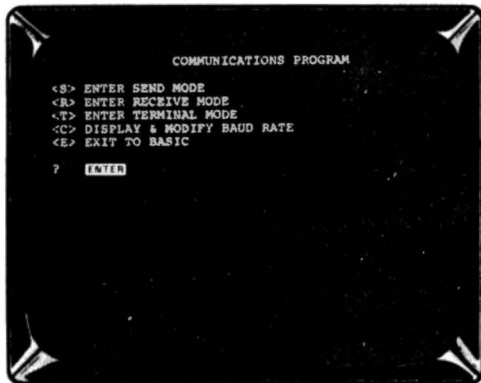 COMMUNICATIONS PROGRAM
<S> ENTER SEND MODE
<R> ENTER RECEIVE MODE
<T> ENTER TERMINAL MODE
<C> DISPLAY & MODIFY BAUD RATE
<E> EXIT TO BASIC
? ENTER